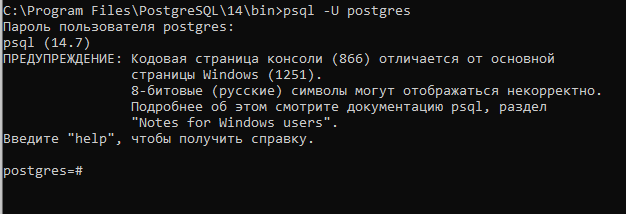 C:\Program Files\PostgreSQL\14\bin>psql -U postgres
Пароль пользователя postgres:
psql (14.7)
ПРЕДУПРЕЖДЕНИЕ: Кодовая страница консоли (866) отличается от основной
страницы Windows (1251).
8-битовые (русские) символы могут отображаться некорректно.
Подробнее об этом смотрите документацию psql, раздел
"Notes for Windows users".
Введите "help", чтобы получить справку.
postgres=#